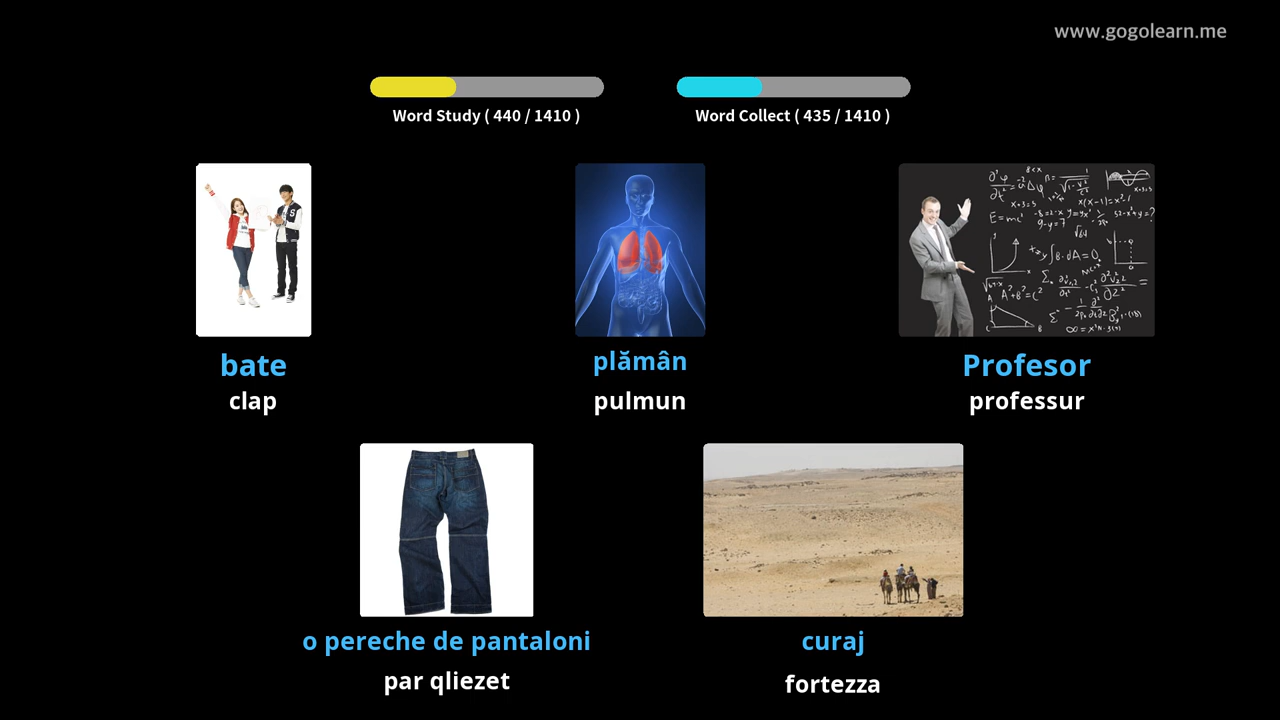 www.gogolearn.me
Word Study ( 440 / 1410 )
Word Collect ( 435 / 1410 )
bate
clap
plămân
pulmun
Profesor
professur
o pereche de pantaloni
par qliezet
curaj
fortezza